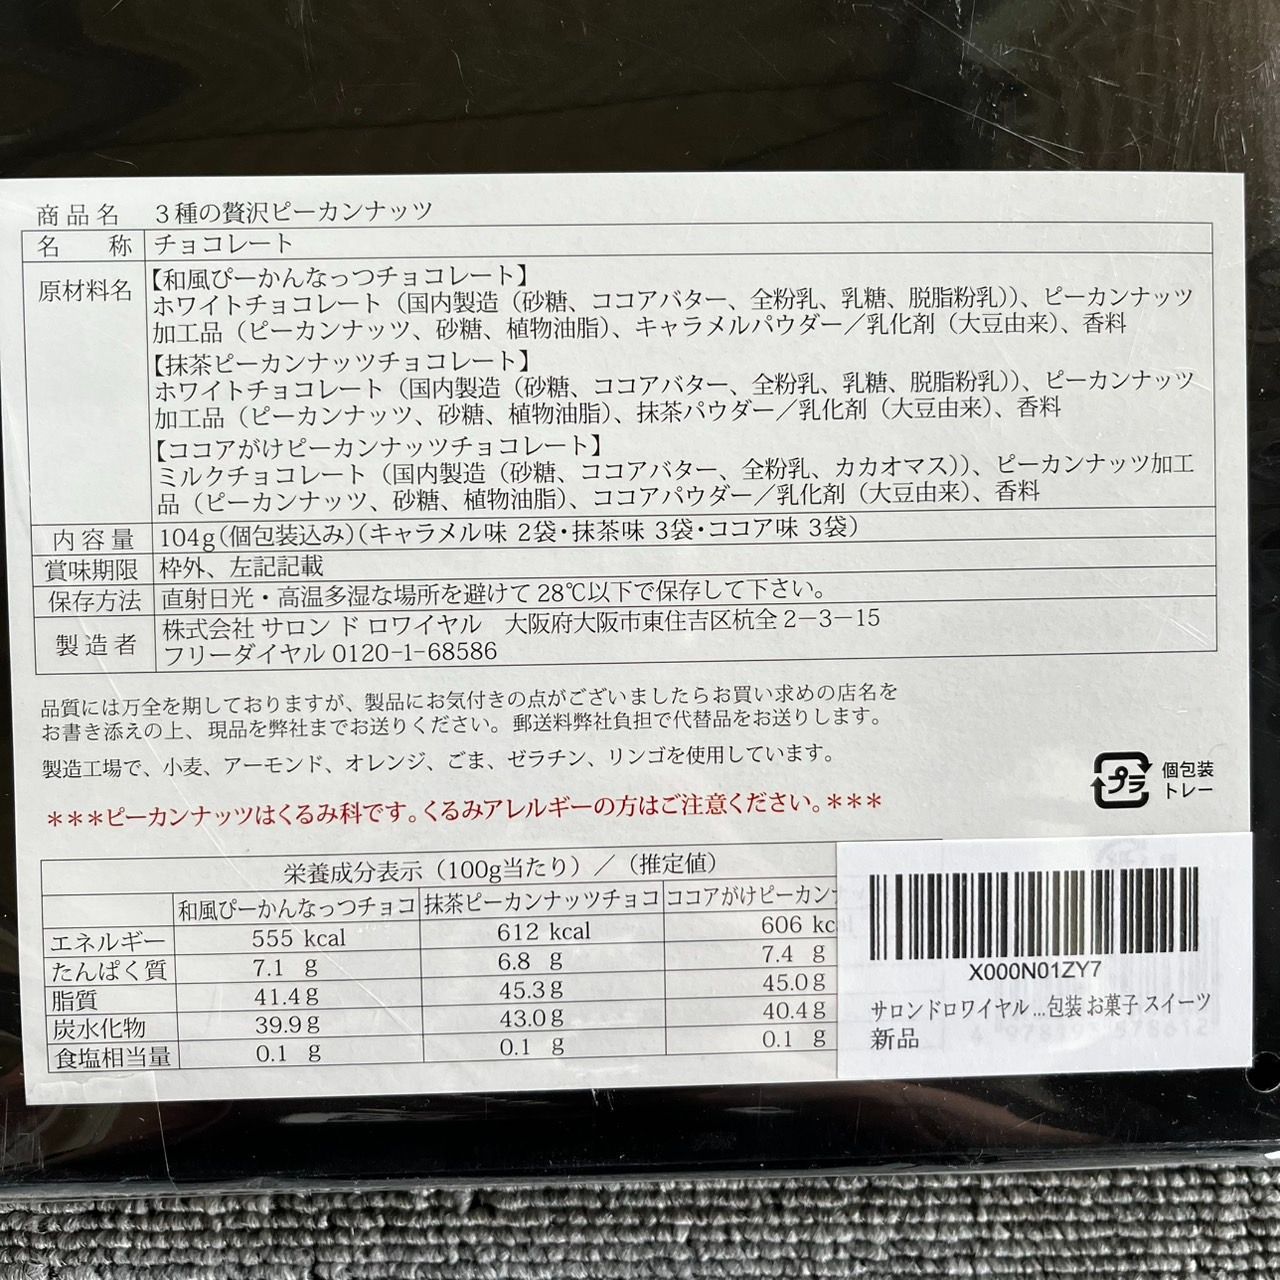 商品名 3種の贅沢ピーカンナッツ
名 称 チョコレート
原材料名 【和風ぴーかんなっつチョコレート】
ホワイトチョコレート（国内製造（砂糖、ココアバター、全粉乳、乳糖、脱脂粉乳））、ピーカンナッツ
加工品（ピーカンナッツ、砂糖、植物油脂）、キャラメルパウダー／乳化剤（大豆由来）、香料
【抹茶ピーカンナッツチョコレート】
ホワイトチョコレート（国内製造（砂糖、ココアバター、全粉乳、乳糖、脱脂粉乳））、ピーカンナッツ
加工品（ピーカンナッツ、砂糖、植物油脂）、抹茶パウダー／乳化剤（大豆由来）、香料
【ココアがけピーカンナッツチョコレート】
ミルクチョコレート（国内製造（砂糖、ココアバター、全粉乳、カカオマス））、ピーカンナッツ加工
品（ピーカンナッツ、砂糖、植物油脂）、ココアパウダー／乳化剤（大豆由来）、香料
内容量 104g（個包装込み）（キャラメル味 2袋・抹茶味 3袋・ココア味 3袋）
賞味期限 枠外、左記記載
保存方法 直射日光・高温多湿な場所を避けて28℃以下で保存して下さい。
製造者 株式会社 サロン ド ロワイヤル 大阪府大阪市東住吉区杭全2－3－15
フリーダイヤル 0120-1-68586
品質には万全を期しておりますが、製品にお気付きの点がございましたらお買い求めの店名を
お書き添えの上、現品を弊社までお送りください。郵送料弊社負担で代替品をお送りします。
製造工場で、小麦、アーモンド、オレンジ、ごま、ゼラチン、リンゴを使用しています。
プラ 個包装
トレー
＊＊＊ピーカンナッツはくるみ科です。くるみアレルギーの方はご注意ください。＊＊＊
栄養成分表示（100g当たり）／（推定値）
和風ぴーかんなっつチョコ 抹茶ピーカンナッツチョコ ココアがけピーカン
エネルギー 555 kcal 612 kcal 606 kc
たんぱく質 7.1 g 6.8 g 7.4 g
脂質 41.4g 45.3g 45.0g
炭水化物 39.9g 43.0g 40.4g
食塩相当量 0.1 g 0.1 g 0.1 g
X000N01ZY7
サロンドロワイヤル ...包装 お菓子 スイーツ
新品